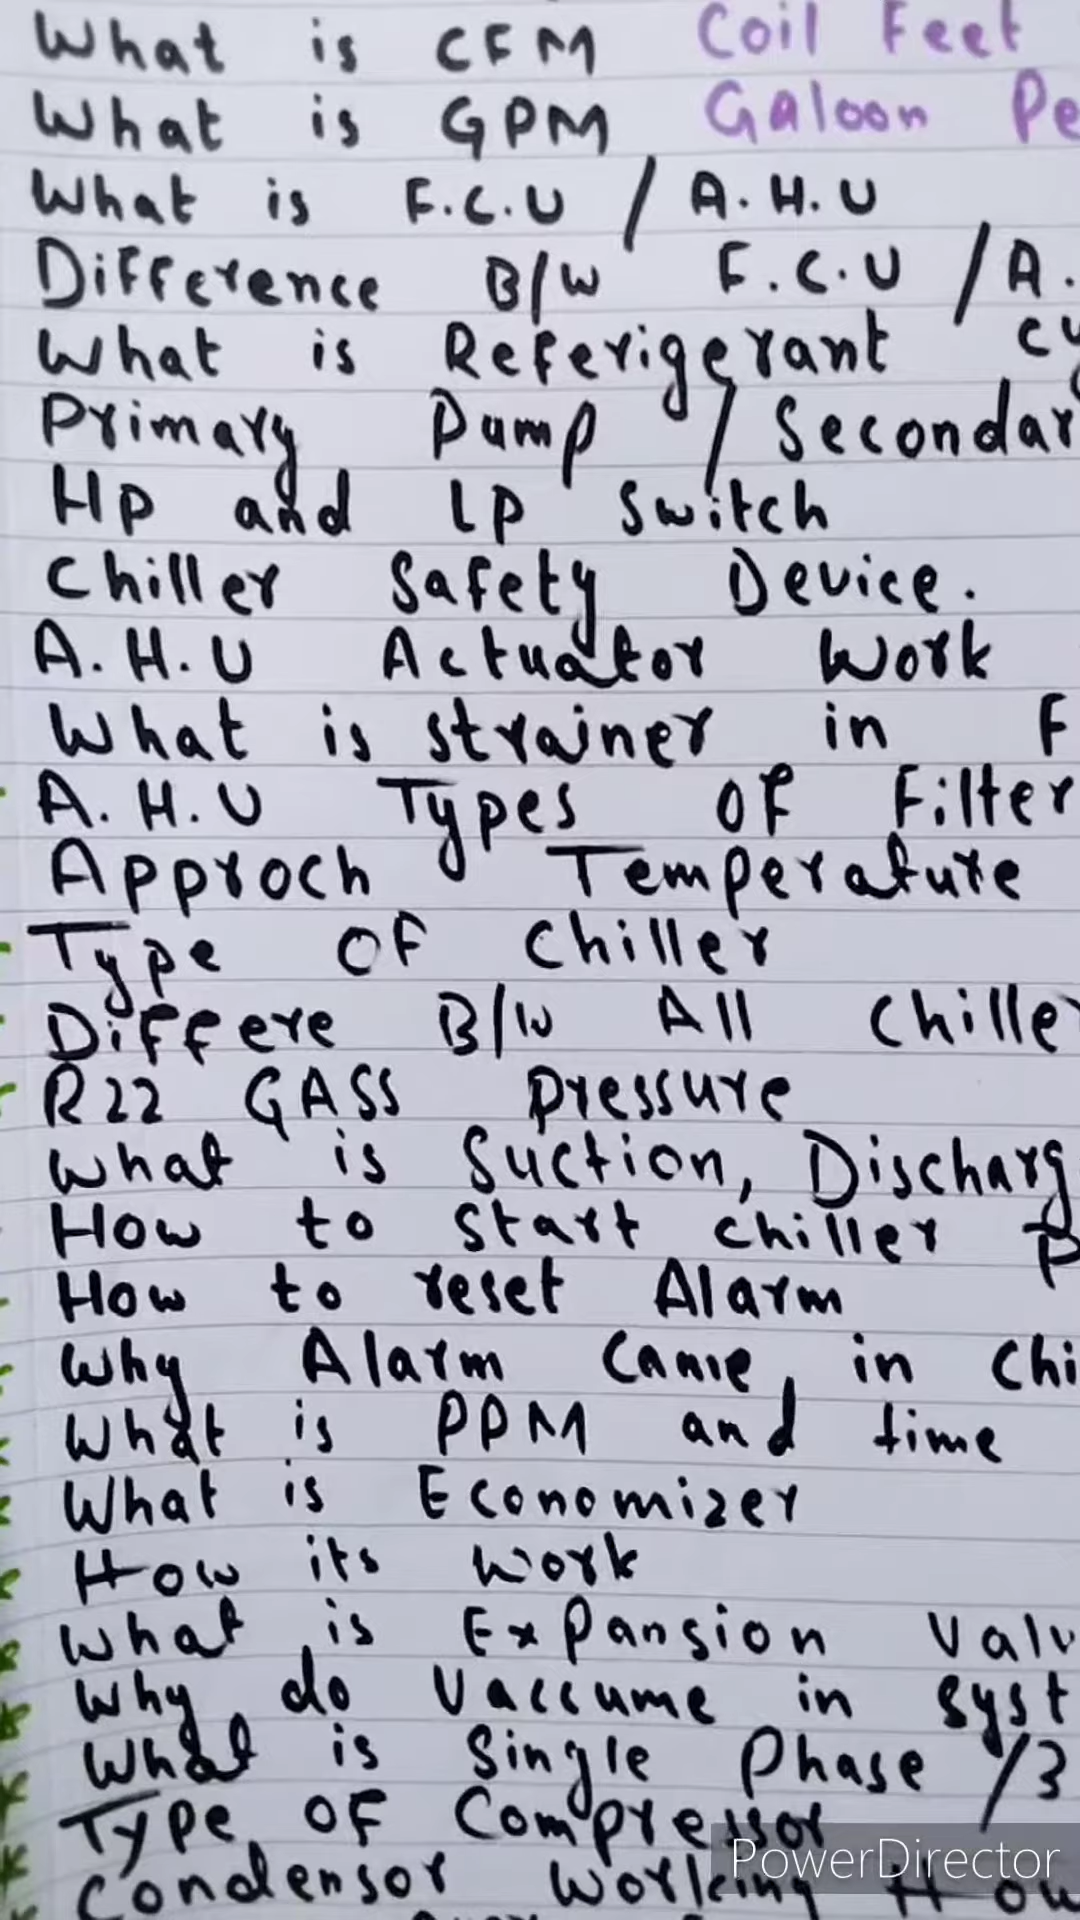 What is CFM Coil Feet
What is GPM Galoon Pe
What is F.C.U / A.H.U
Difference B/W F.C.U / A.
What is Referigerant cy
Primary Pump / Secondar
HP and LP Switch
Chiller Safety Device.
A.H.U Actuator Work
What is strainer in F
A.H.U Types OF Filter
Approch Temperature
Type OF Chiller
Differe B/W All Chiller
R22 GASS Pressure
What is Suction, Discharg
How to Start chiller P
How to reset Alarm
Why Alarm Came in Chi
What is PPM and time
What is Economizer
How its Work
What is Expansion Valv
Why do Vaccume in Syst
What is Single Phase /3
Type OF Compressor
Condensor Working How
PowerDirector